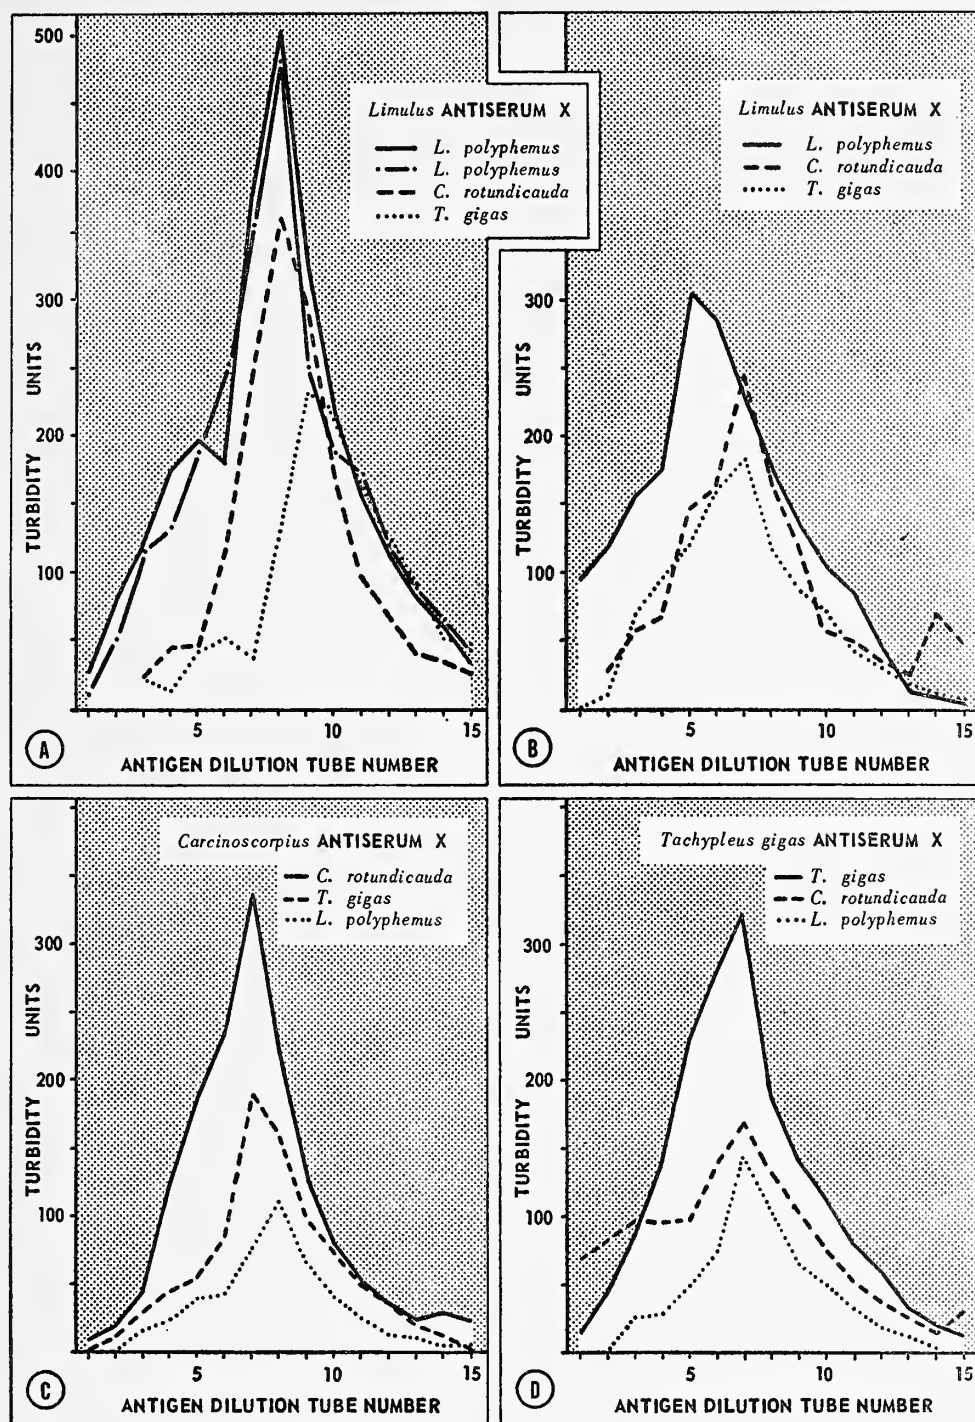 500
400
300
200
100
TURBIDITY UNITS
Limulus ANTISERUM X
L. polyphemus
L. polyphemus
C. rotundicauda
T. gigas
5
10
15
A
ANTIGEN DILUTION TUBE NUMBER
Limulus ANTISERUM X
L. polyphemus
C. rotundicauda
T. gigas
300
200
100
TURBIDITY UNITS
5
10
15
B
ANTIGEN DILUTION TUBE NUMBER
Carcinoscorpius ANTISERUM X
C. rotundicauda
T. gigas
L. polyphemus
300
200
100
TURBIDITY UNITS
5
10
15
C
ANTIGEN DILUTION TUBE NUMBER
Tachypleus gigas ANTISERUM X
T. gigas
C. rotundicauda
L. polyphemus
300
200
100
TURBIDITY UNITS
5
10
15
D
ANTIGEN DILUTION TUBE NUMBER